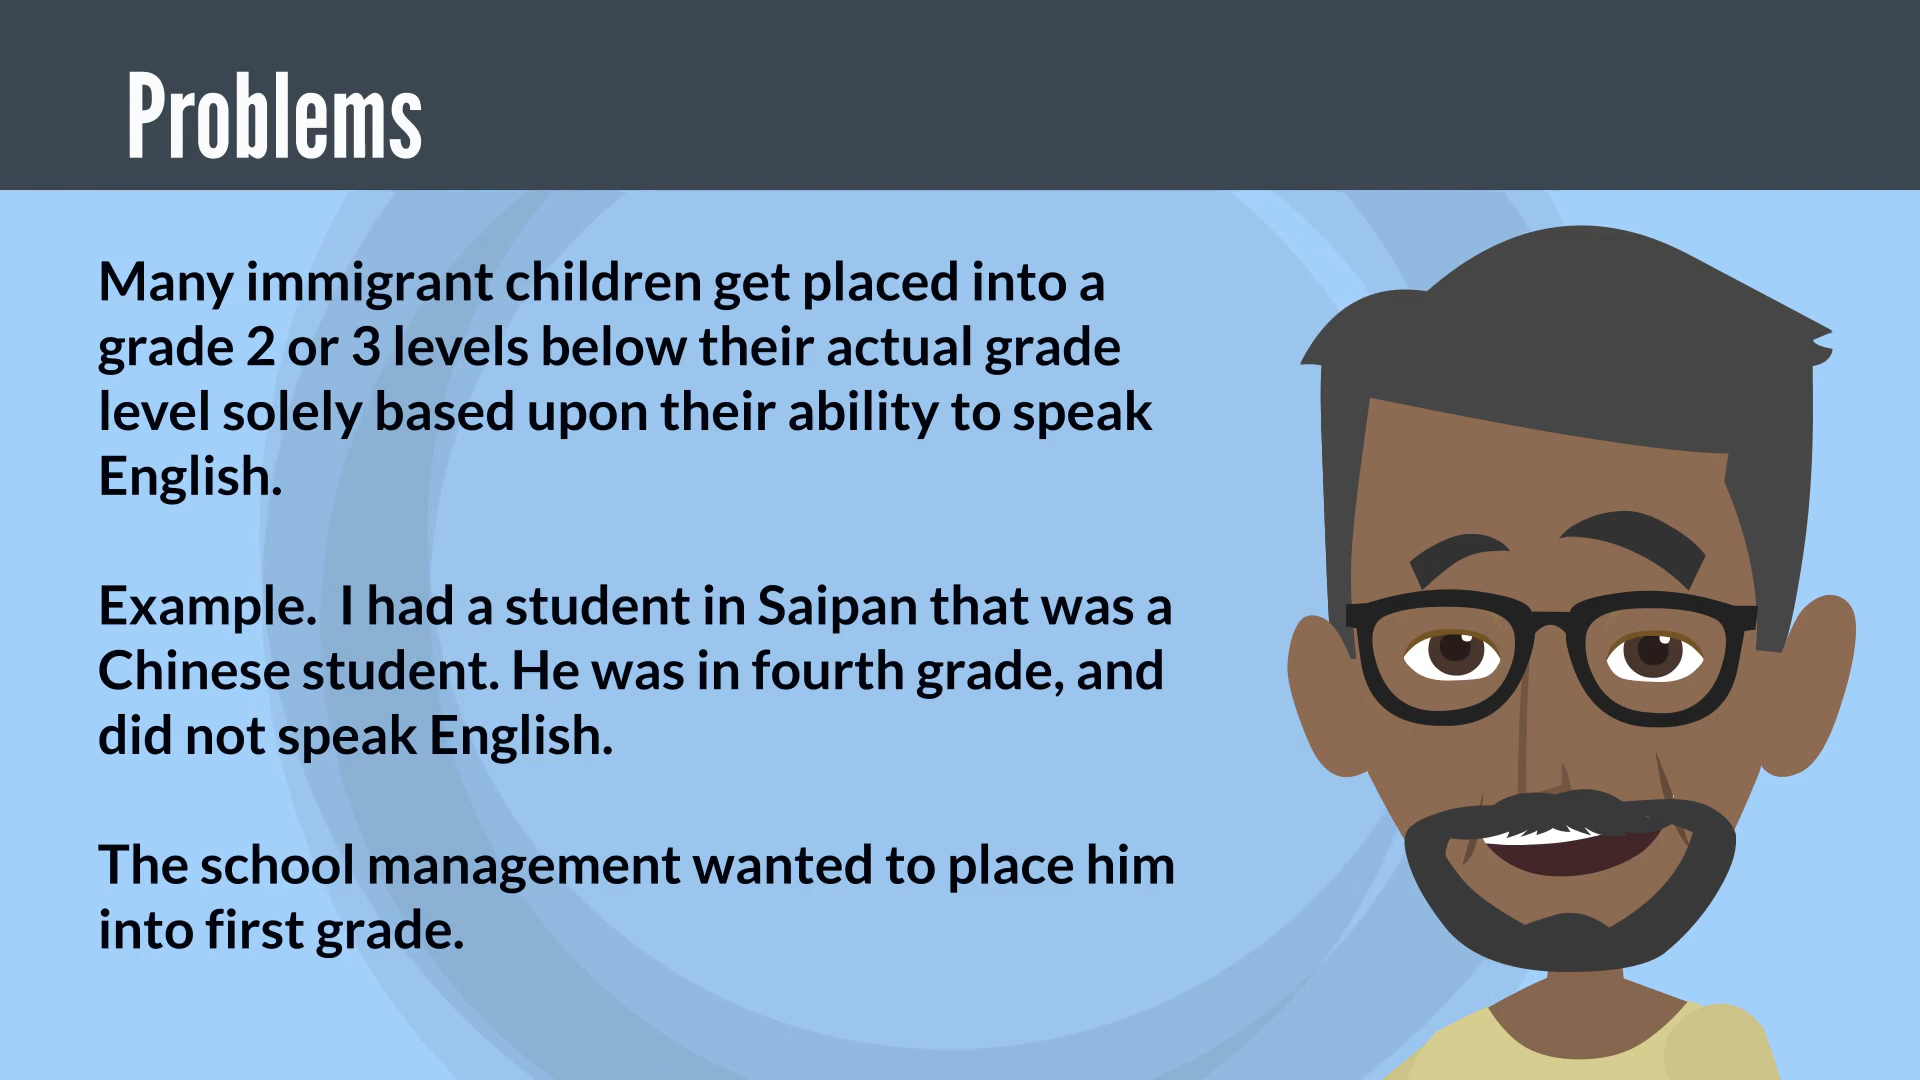 Problems
Many immigrant children get placed into a
grade 2 or 3 levels below their actual grade
level solely based upon their ability to speak
English.
Example.  I had a student in Saipan that was a
Chinese student. He was in fourth grade, and
did not speak English.
The school management wanted to place him
into first grade.